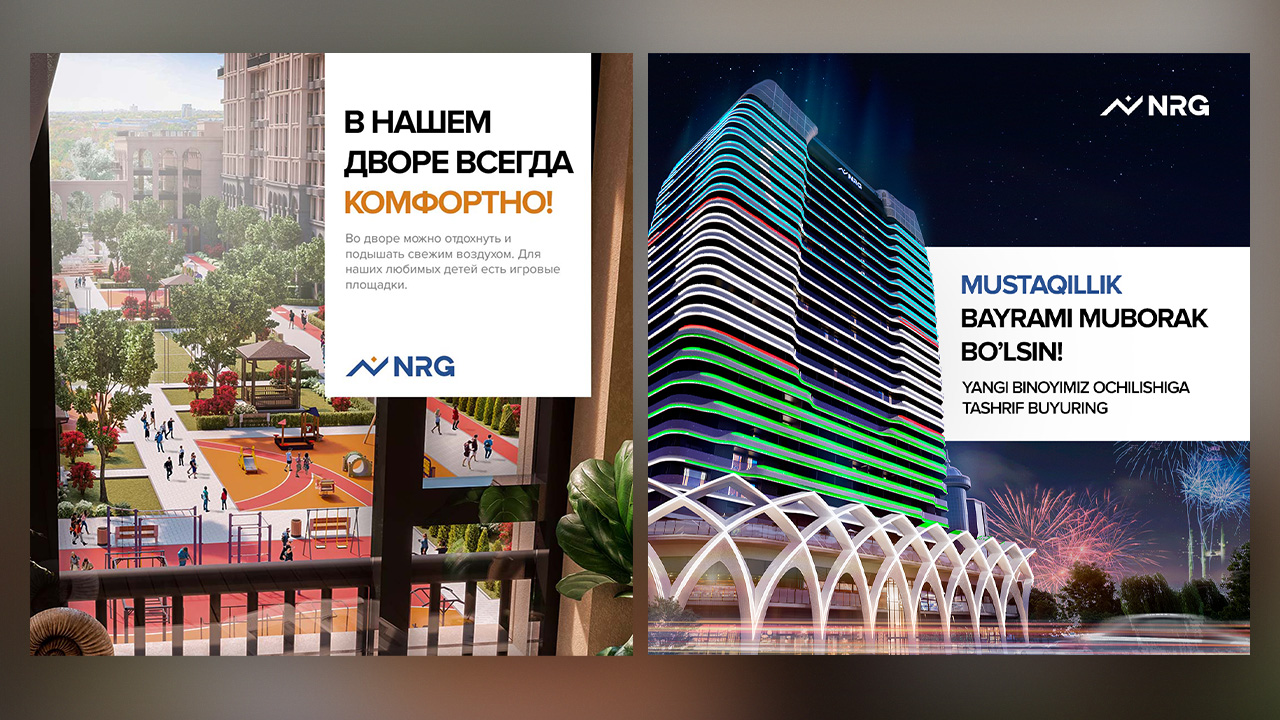 В НАШЕМ
ДВОРЕ ВСЕГДА
КОМФОРТНО!
Во дворе можно отдохнуть и
подышать свежим воздухом. Для
наших любимых детей есть игровые
площадки.
NRG
NRG
NRG
MUSTAQILLIK
BAYRAMI MUBORAK
BO’LSIN!
YANGI BINOYIMIZ OCHILISHIGA
TASHRIF BUYURING